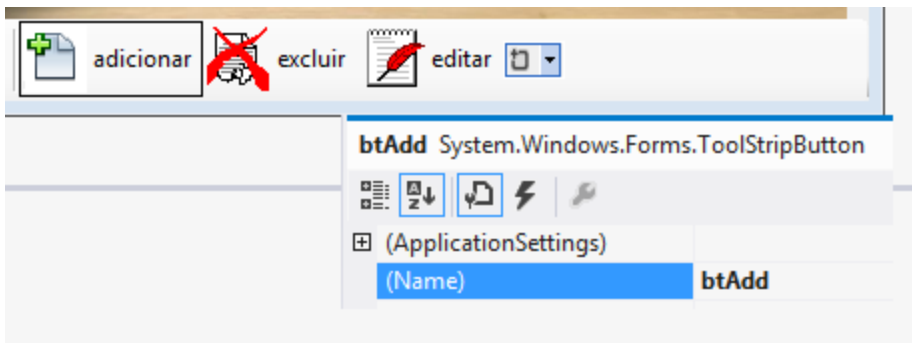 adicionar excluir editar
btAdd System.Windows.Forms.ToolStripButton
(ApplicationSettings)
(Name) btAdd